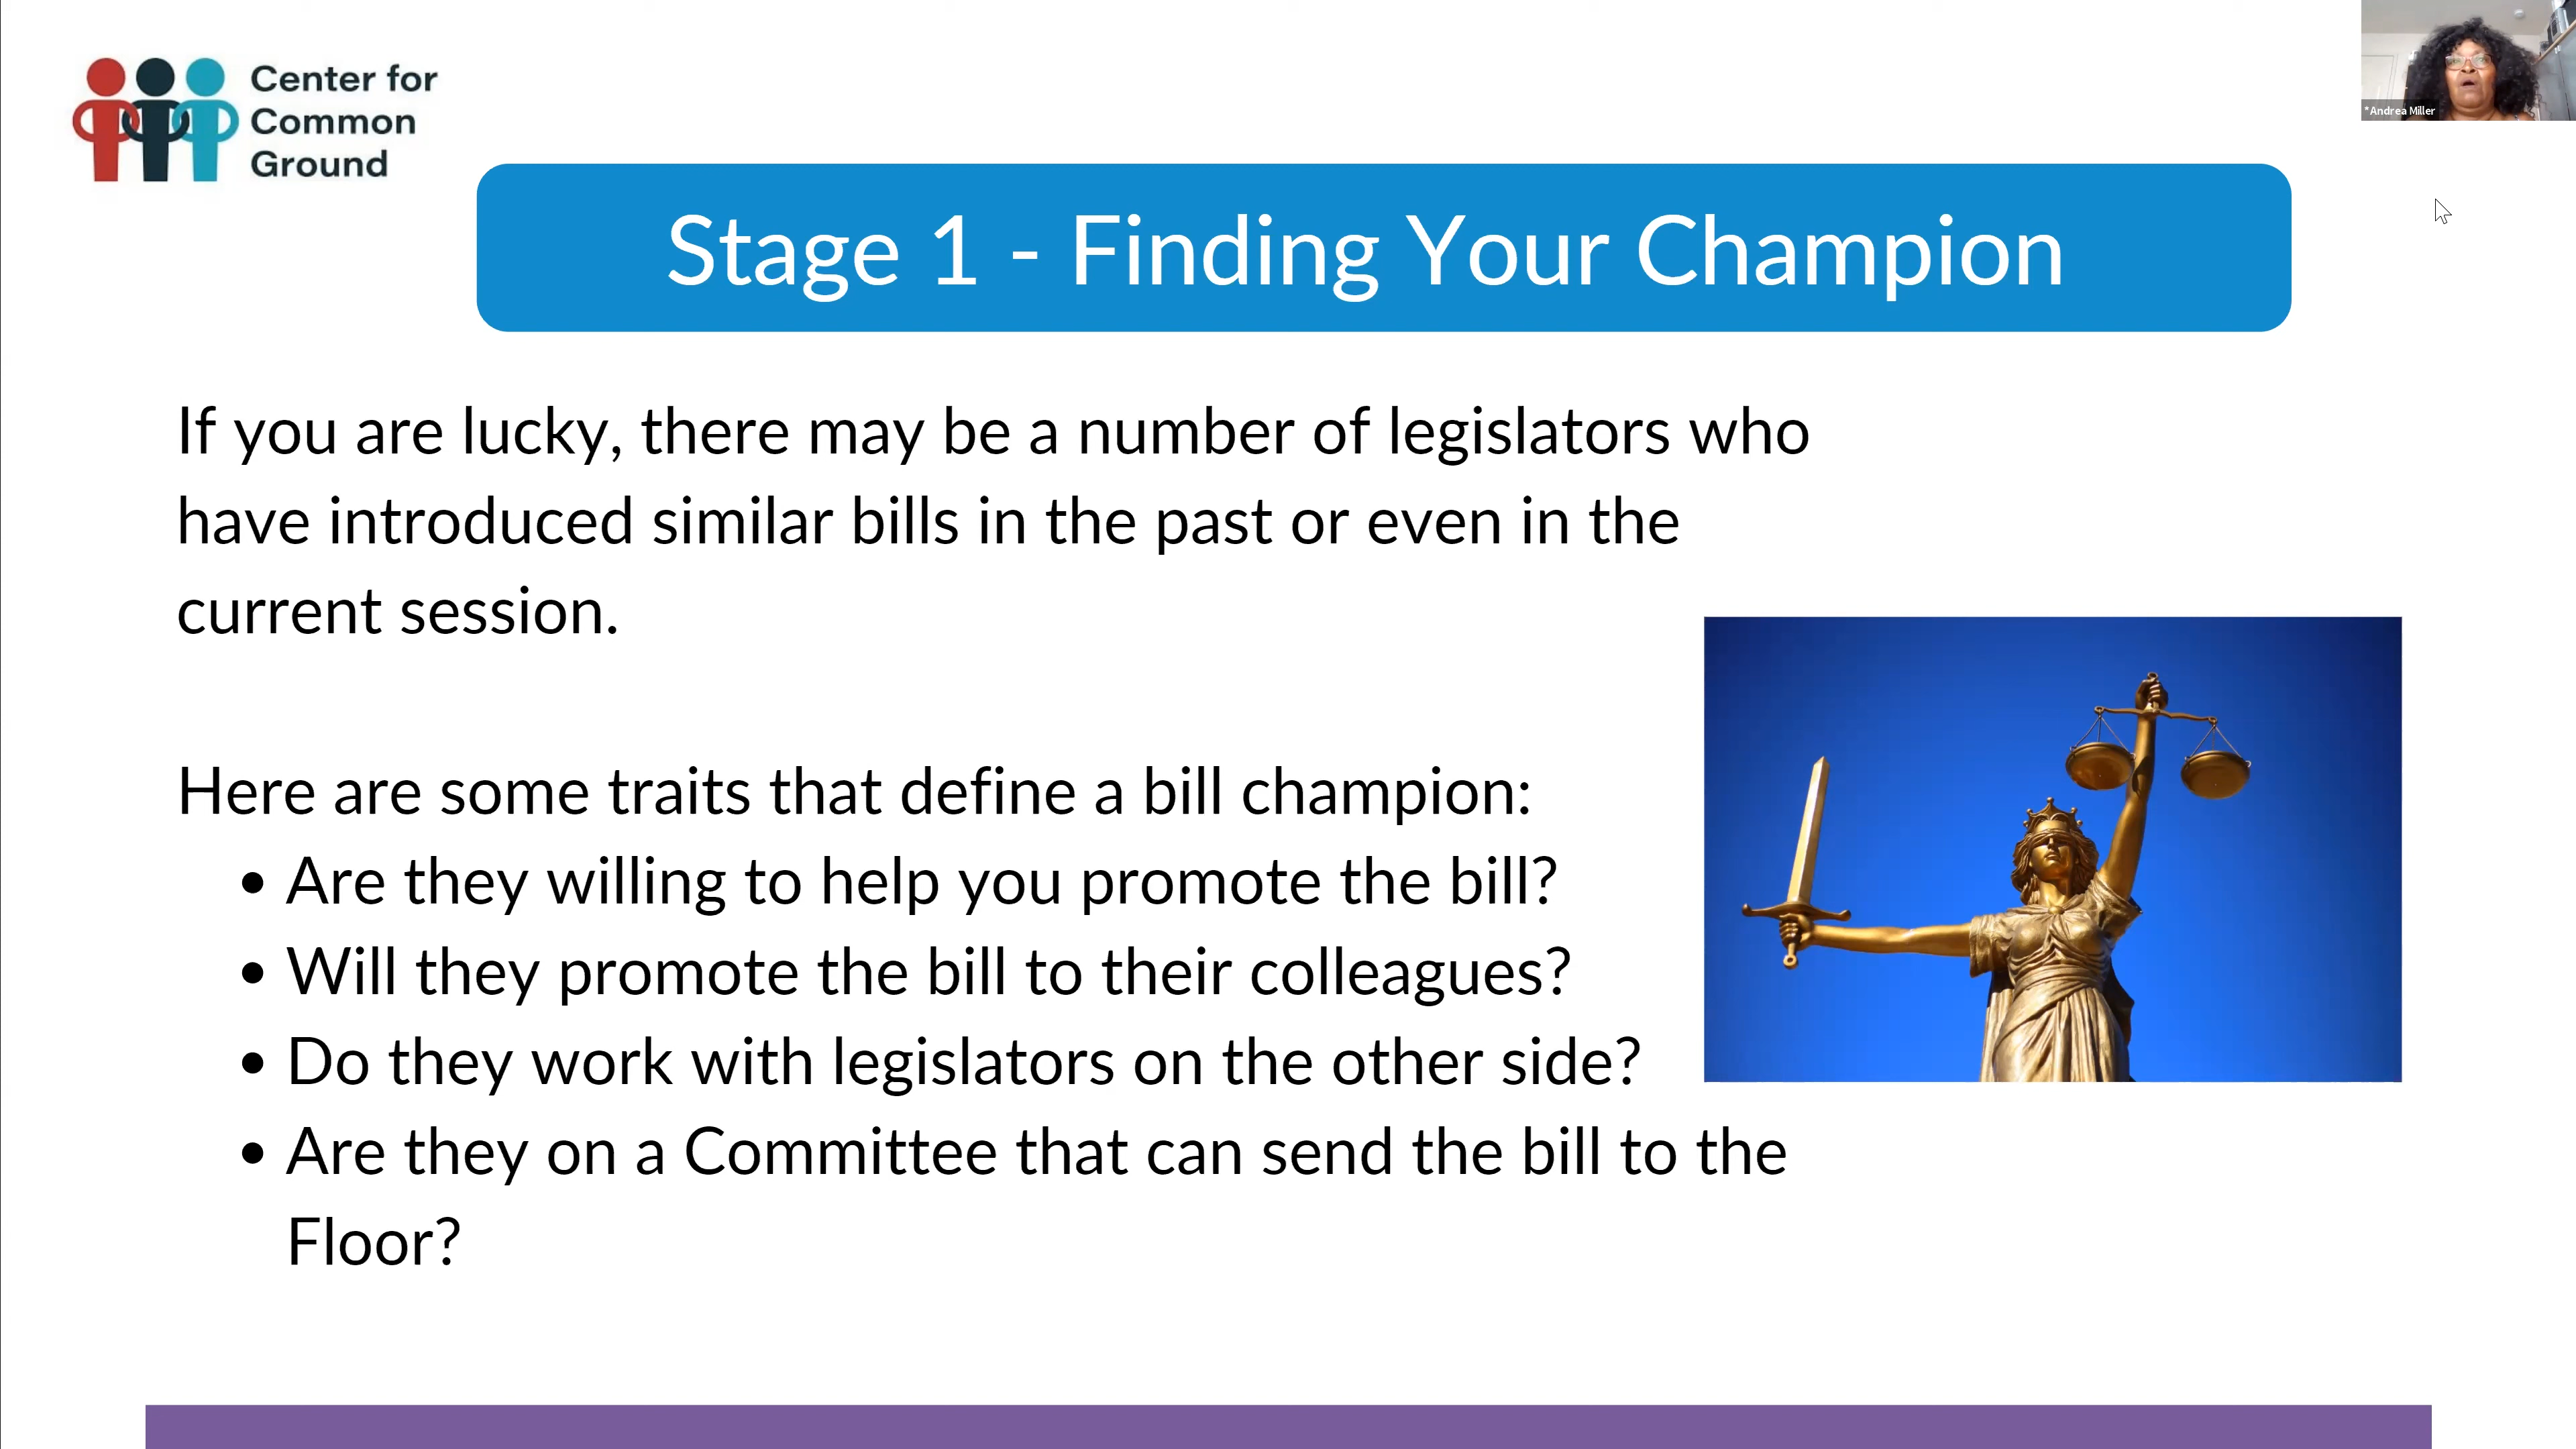 Center for
Common
Ground
*Andrea Miller
Stage 1 - Finding Your Champion
If you are lucky, there may be a number of legislators who
have introduced similar bills in the past or even in the
current session.
Here are some traits that define a bill champion:
• Are they willing to help you promote the bill?
• Will they promote the bill to their colleagues?
• Do they work with legislators on the other side?
• Are they on a Committee that can send the bill to the
Floor?